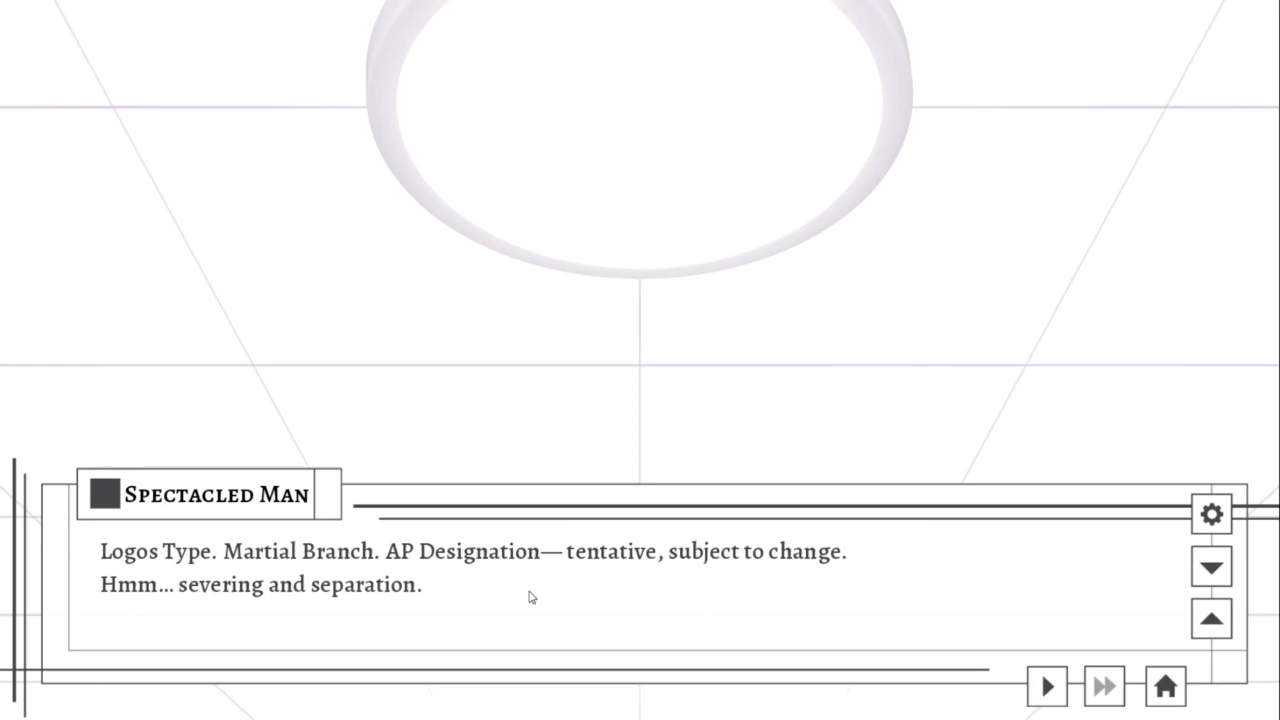 Spectacled Man
Logos Type. Martial Branch. AP Designation— tentative, subject to change.
Hmm... severing and separation.